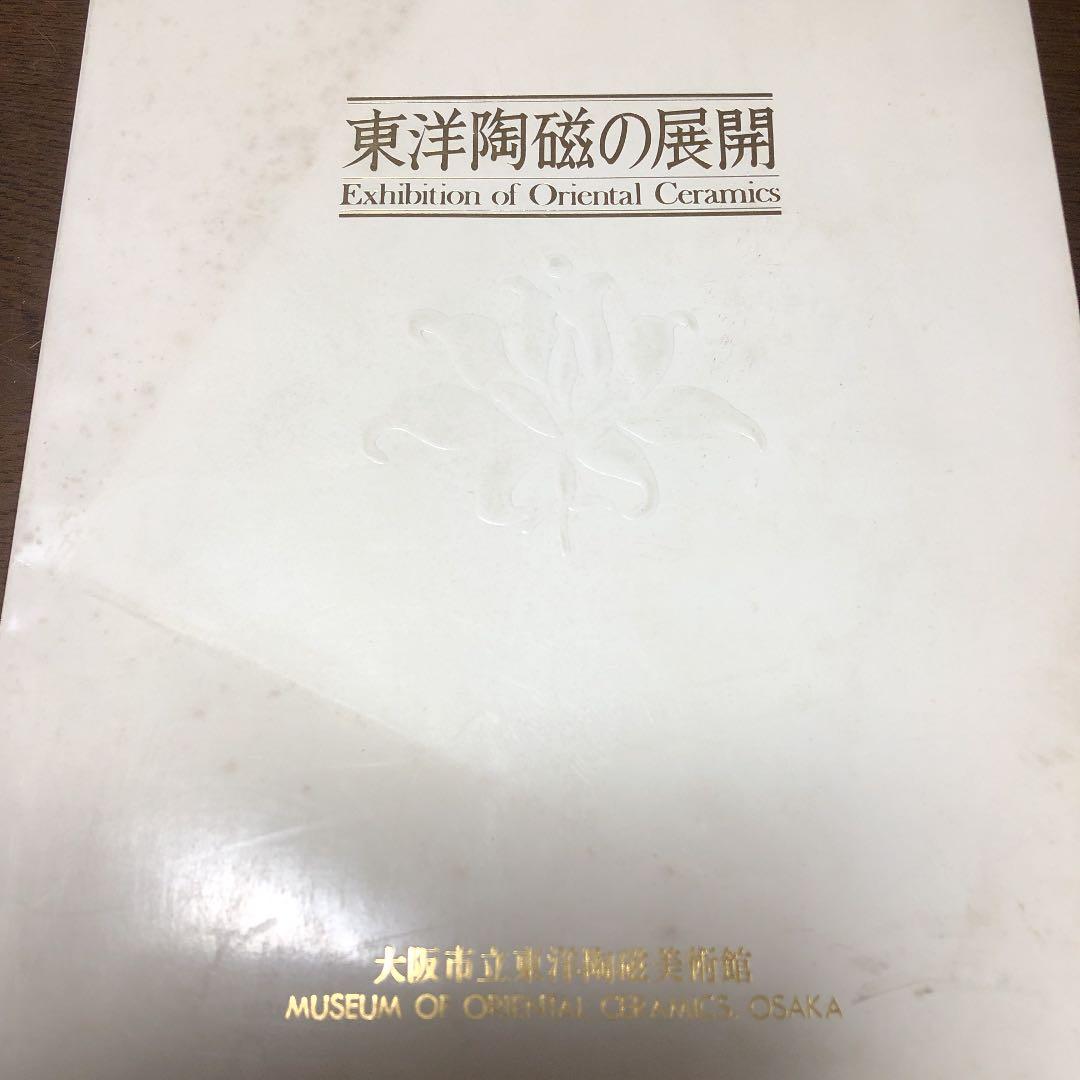 東洋陶磁の展開
Exhibition of Oriental Ceramics
大阪市立東洋陶磁美術館
MUSEUM OF ORIENTAL CERAMICS, OSAKA